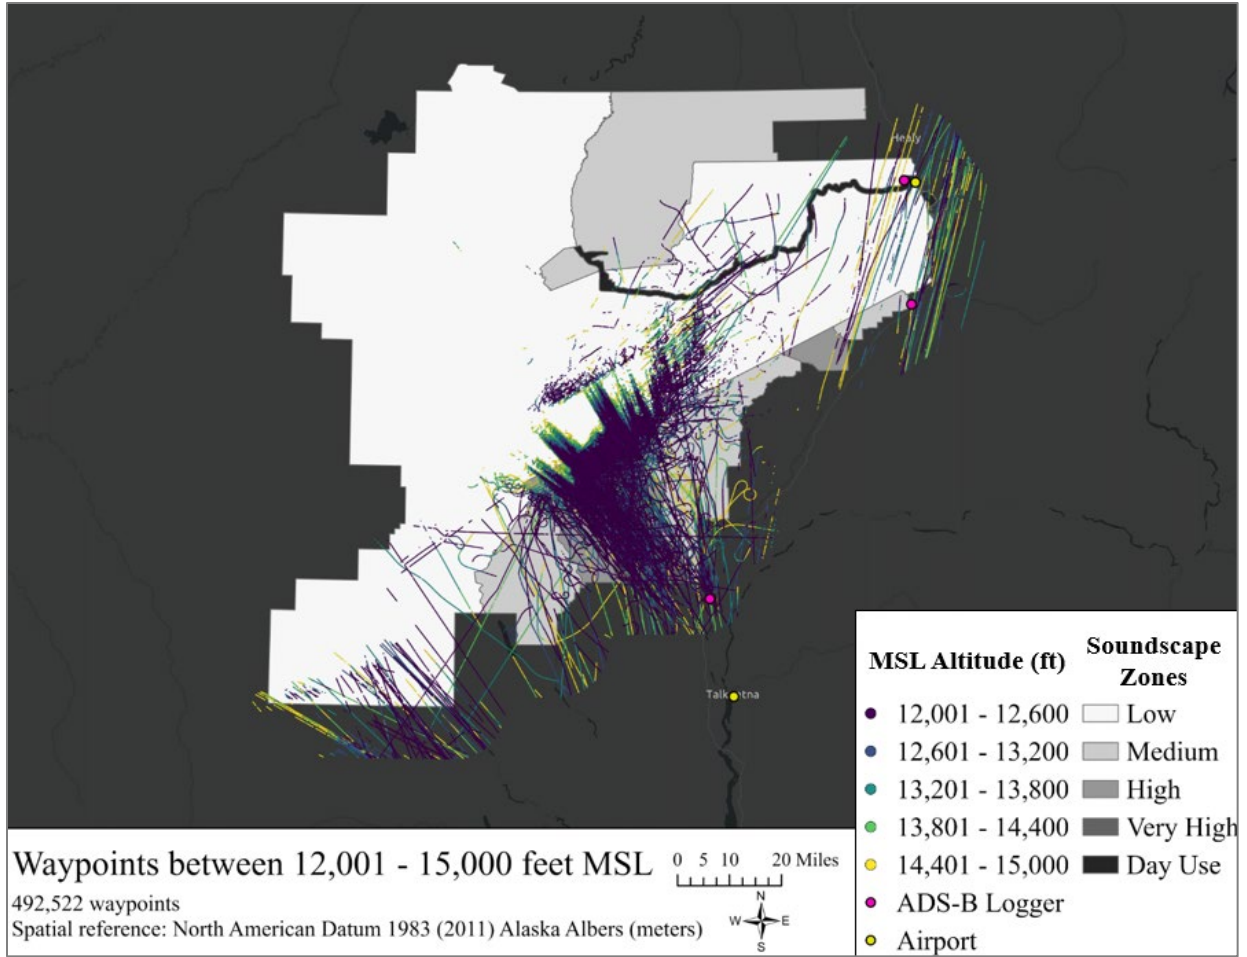 Healy
Talkeetna
MSL Altitude (ft)
12,001 - 12,600
12,601 - 13,200
13,201 - 13,800
13,801 - 14,400
14,401 - 15,000
ADS-B Logger
Airport
Soundscape
Zones
Low
Medium
High
Very High
Day Use
Waypoints between 12,001 - 15,000 feet MSL
492,522 waypoints
Spatial reference: North American Datum 1983 (2011) Alaska Albers (meters)
0 5 10 20 Miles
N
W E
S